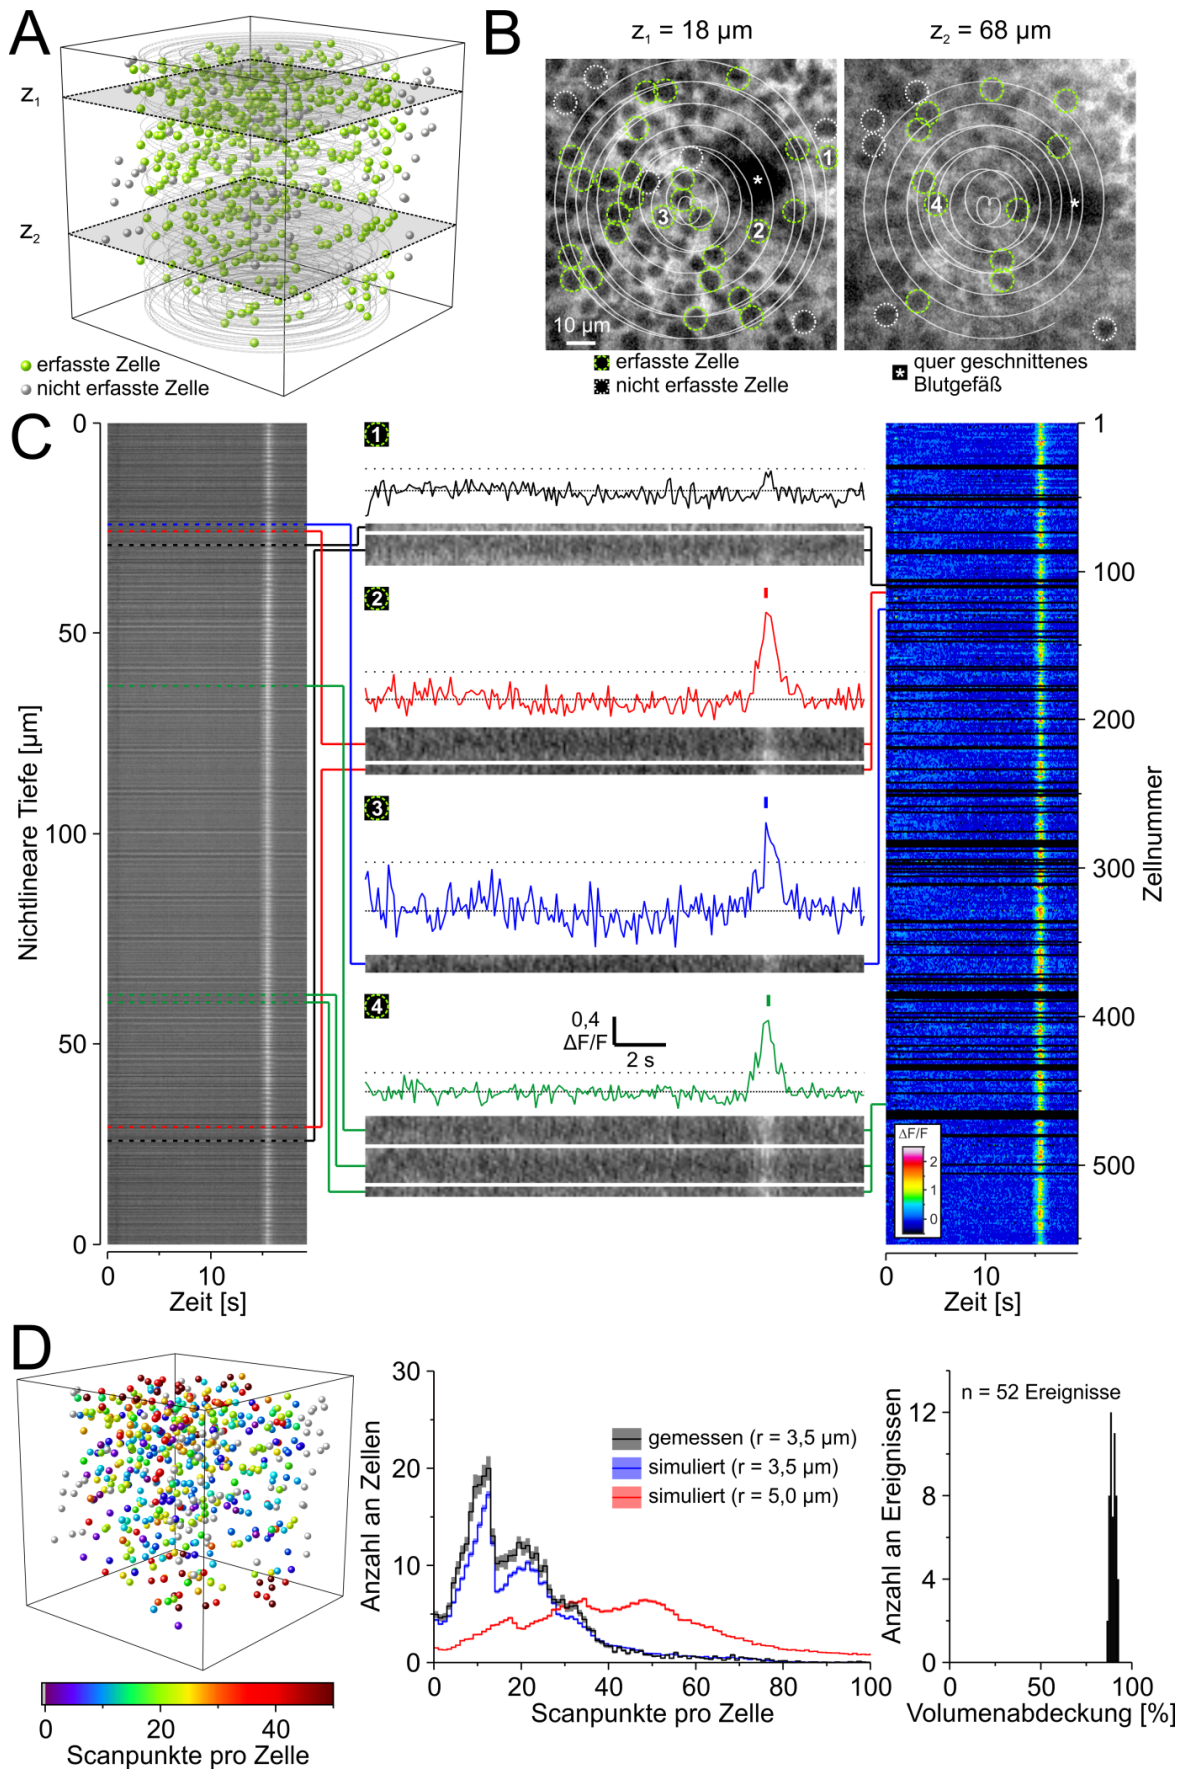 A
z1
z2
erfasste Zelle
nicht erfasste Zelle
B
z1 = 18 µm
z2 = 68 µm
1
*
3
2
10 µm
4
*
erfasste Zelle
nicht erfasste Zelle
* quer geschnittenes
Blutgefäß
C
0
50
100
50
0
Nichtlineare Tiefe [µm]
0 10
Zeit [s]
1
2
3
4
0,4
ΔF/F
2 s
1
100
200
300
400
500
Zellnummer
ΔF/F
2
1
0
0 10
Zeit [s]
D
0 20 40
Scanpunkte pro Zelle
30
20
10
0
Anzahl an Zellen
gemessen (r = 3,5 µm)
simuliert (r = 3,5 µm)
simuliert (r = 5,0 µm)
0 20 40 60 80 100
Scanpunkte pro Zelle
n = 52 Ereignisse
12
8
4
0
Anzahl an Ereignissen
0 50 100
Volumenabdeckung [%]